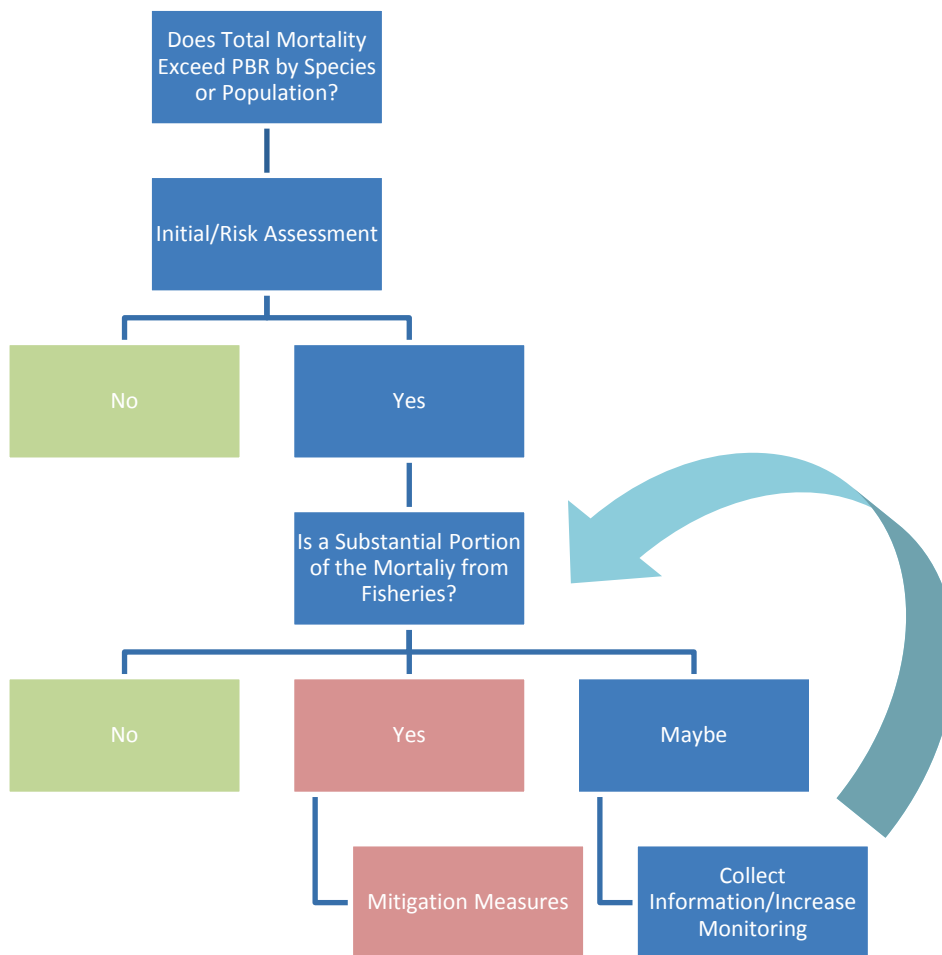 Does Total Mortality
Exceed PBR by Species
or Population?
Initial/Risk Assessment
No
Yes
Is a Substantial Portion
of the Mortaliy from
Fisheries?
No
Yes
Maybe
Mitigation Measures
Collect
Information/Increase
Monitoring